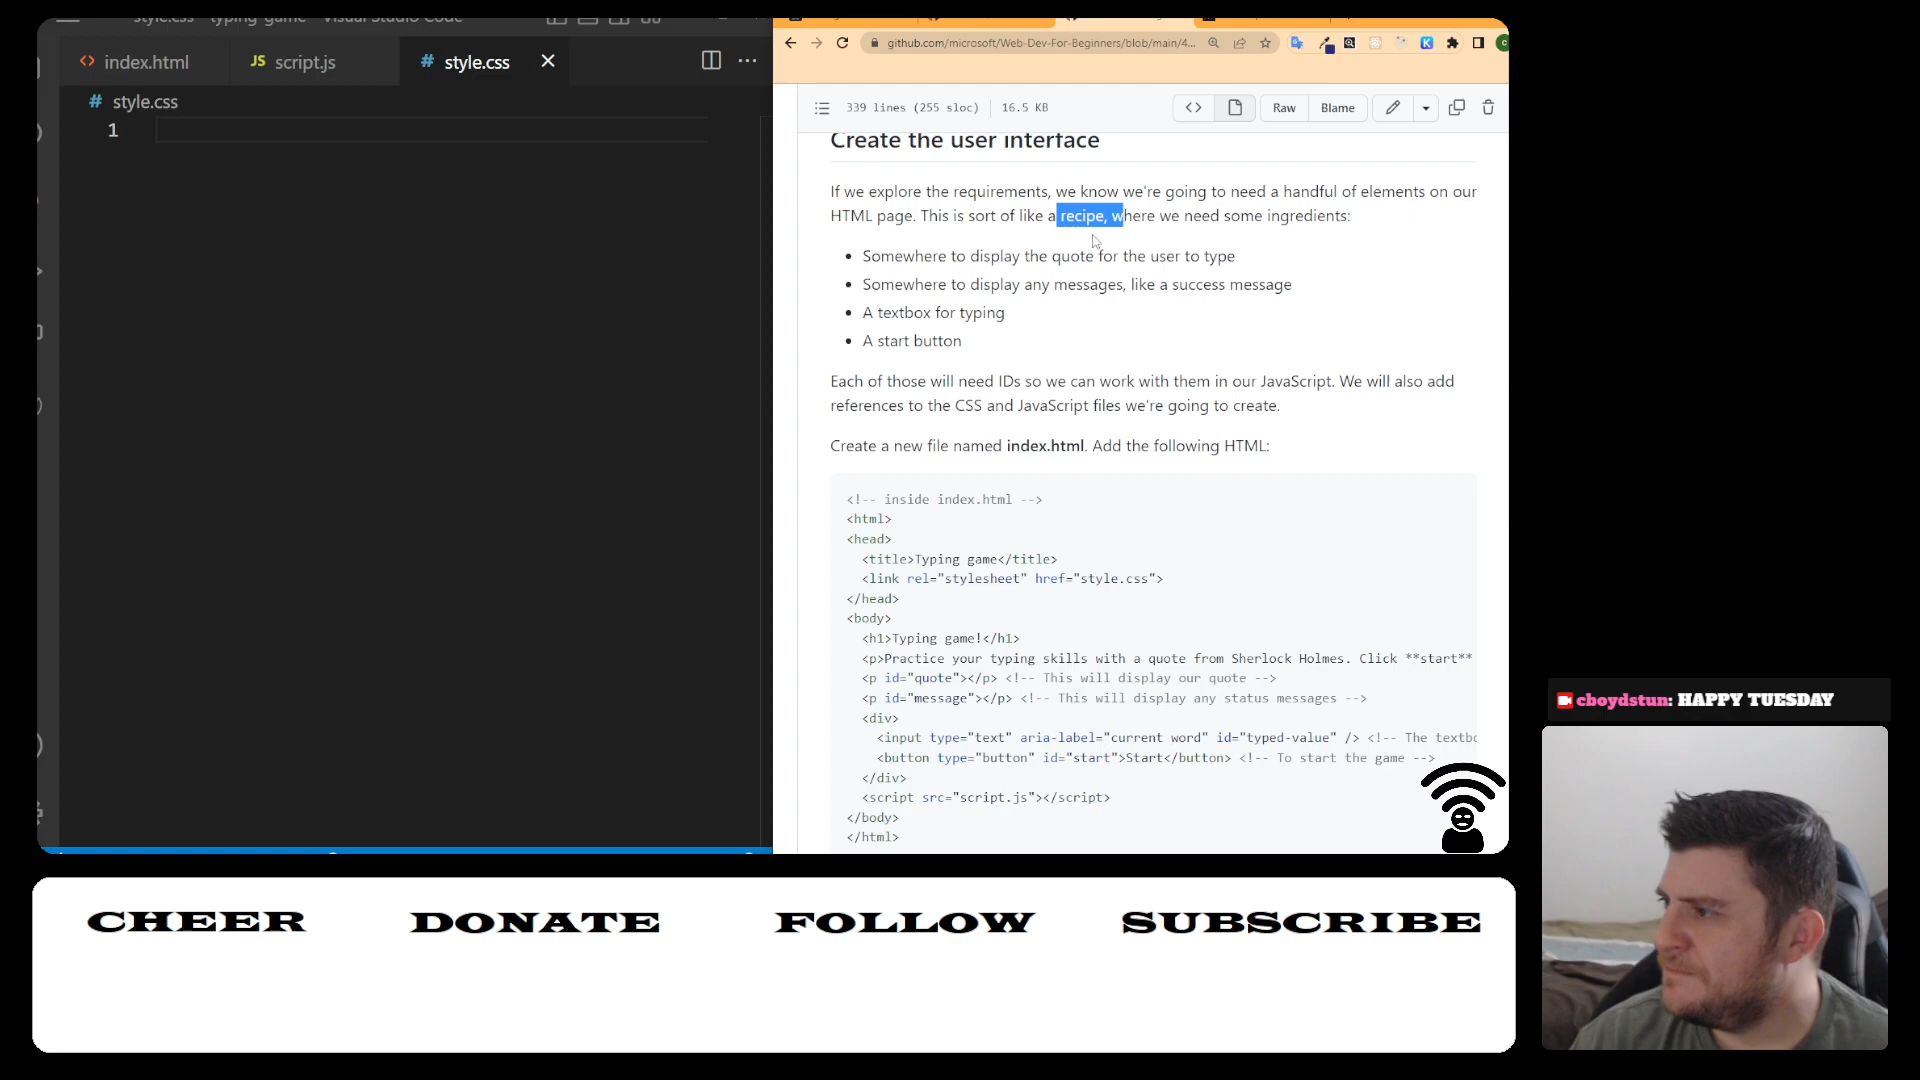 style.css - typing-game - Visual Studio Code
index.html
JS script.js
# style.css
# style.css
1
github.com/microsoft/Web-Dev-For-Beginners/blob/main/4...
339 lines (255 sloc) 16.5 KB
Raw Blame
Create the user interface
If we explore the requirements, we know we're going to need a handful of elements on our
HTML page. This is sort of like a recipe, where we need some ingredients:
• Somewhere to display the quote for the user to type
• Somewhere to display any messages, like a success message
• A textbox for typing
• A start button
Each of those will need IDs so we can work with them in our JavaScript. We will also add
references to the CSS and JavaScript files we're going to create.
Create a new file named index.html. Add the following HTML:
<!-- inside index.html -->
<html>
<head>
<title>Typing game</title>
<link rel="stylesheet" href="style.css">
</head>
<body>
<h1>Typing game!</h1>
<p>Practice your typing skills with a quote from Sherlock Holmes. Click **start**
<p id="quote"></p> <!-- This will display our quote -->
<p id="message"></p> <!-- This will display any status messages -->
<div>
<input type="text" aria-label="current word" id="typed-value" /> <!-- The textbo
<button type="button" id="start">Start</button> <!-- To start the game -->
</div>
<script src="script.js"></script>
</body>
</html>
cboydstun: HAPPY TUESDAY
CHEER DONATE FOLLOW SUBSCRIBE